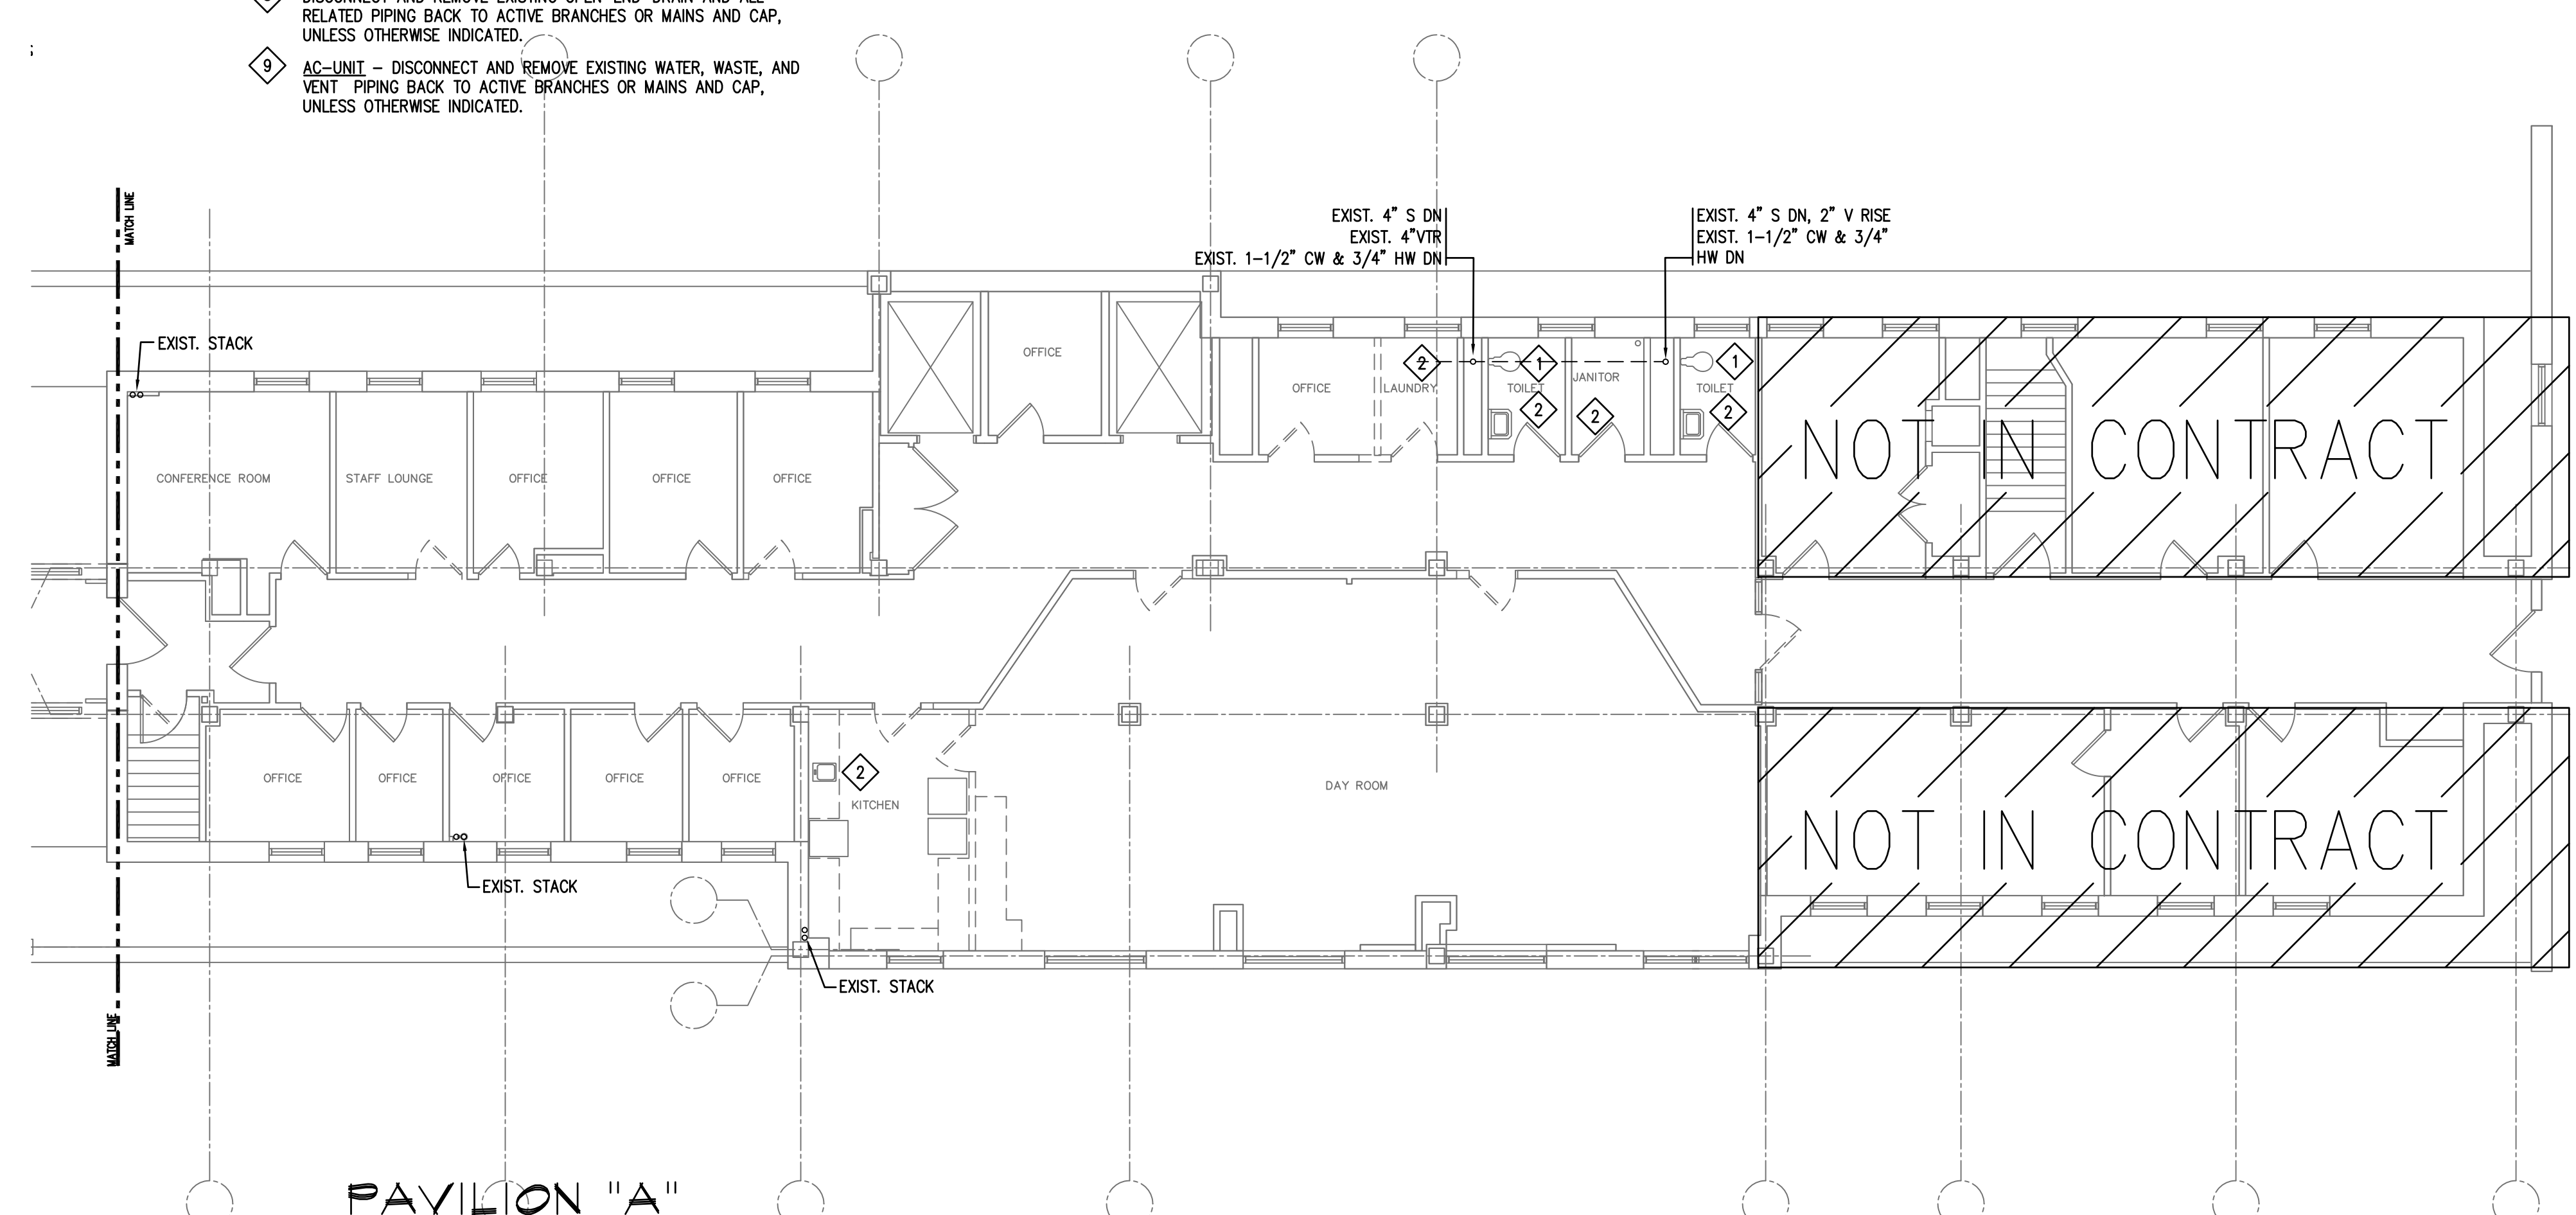 RELATED PIPING BACK TO ACTIVE BRANCHES OR MAINS AND CAP,
UNLESS OTHERWISE INDICATED.
9 AC-UNIT - DISCONNECT AND REMOVE EXISTING WATER, WASTE, AND
VENT PIPING BACK TO ACTIVE BRANCHES OR MAINS AND CAP,
UNLESS OTHERWISE INDICATED.
MATCH LINE
EXIST. 4" S DN
EXIST. 4"VTR
EXIST. 1-1/2" CW & 3/4" HW DN
EXIST. 4" S DN, 2" V RISE
EXIST. 1-1/2" CW & 3/4"
HW DN
EXIST. STACK
OFFICE
OFFICE
LAUNDRY
2
TOILET
1
2
JANITOR
2
TOILET
1
2
CONFERENCE ROOM
STAFF LOUNGE
OFFICE
OFFICE
OFFICE
NOT IN CONTRACT
OFFICE
OFFICE
OFFICE
OFFICE
OFFICE
2
KITCHEN
DAY ROOM
NOT IN CONTRACT
EXIST. STACK
EXIST. STACK
MATCH LINE
PAVILION "A"